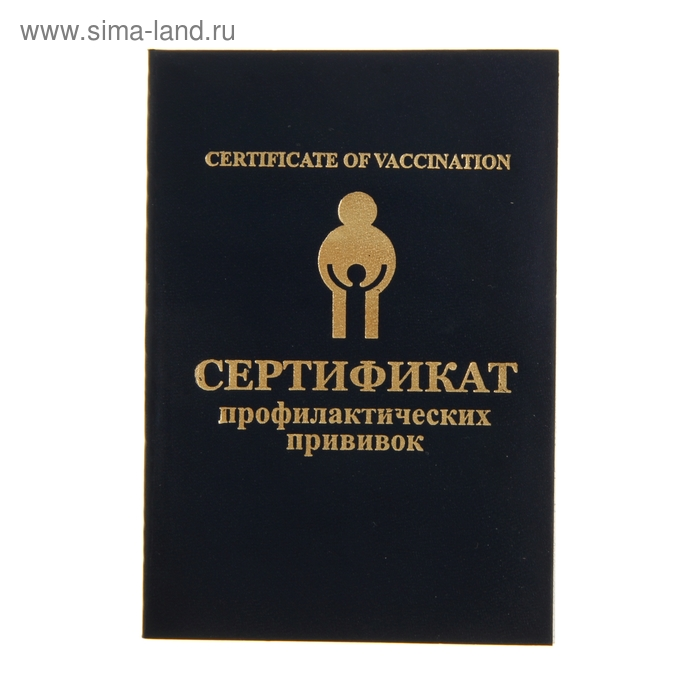 www.sima-land.ru
CERTIFICATE OF VACCINATION
СЕРТИФИКАТ
профилактических
прививок